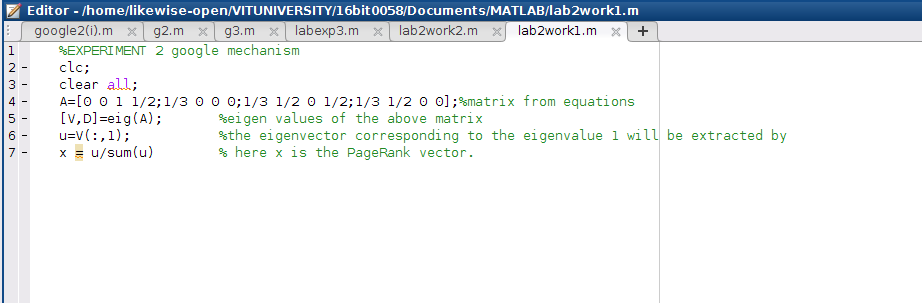 Editor - /home/likewise-open/VITUNIVERSITY/16bit0058/Documents/MATLAB/lab2work1.m
google2(i).m g2.m g3.m labexp3.m lab2work2.m lab2work1.m +
1 %EXPERIMENT 2 google mechanism
2 - clc;
3 - clear all;
4 - A=[0 0 1 1/2;1/3 0 0 0;1/3 1/2 0 1/2;1/3 1/2 0 0];%matrix from equations
5 - [V,D]=eig(A); %eigen values of the above matrix
6 - u=V(:,1); %the eigenvector corresponding to the eigenvalue 1 will be extracted by
7 - x = u/sum(u) % here x is the PageRank vector.